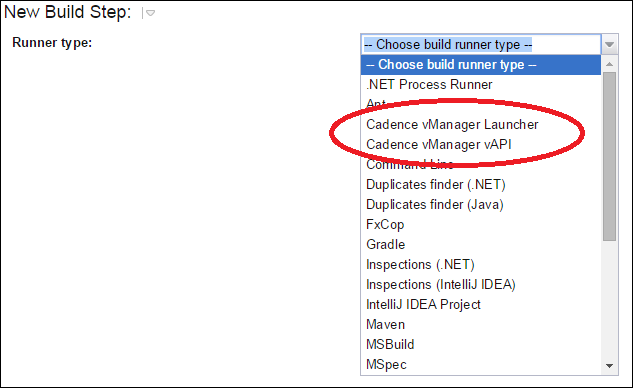 New Build Step:
Runner type:
-- Choose build runner type --
-- Choose build runner type --
.NET Process Runner
Ant
Cadence vManager Launcher
Cadence vManager vAPI
Command Line
Duplicates finder (.NET)
Duplicates finder (Java)
FxCop
Gradle
Inspections (.NET)
Inspections (IntelliJ IDEA)
IntelliJ IDEA Project
Maven
MSBuild
MSpec